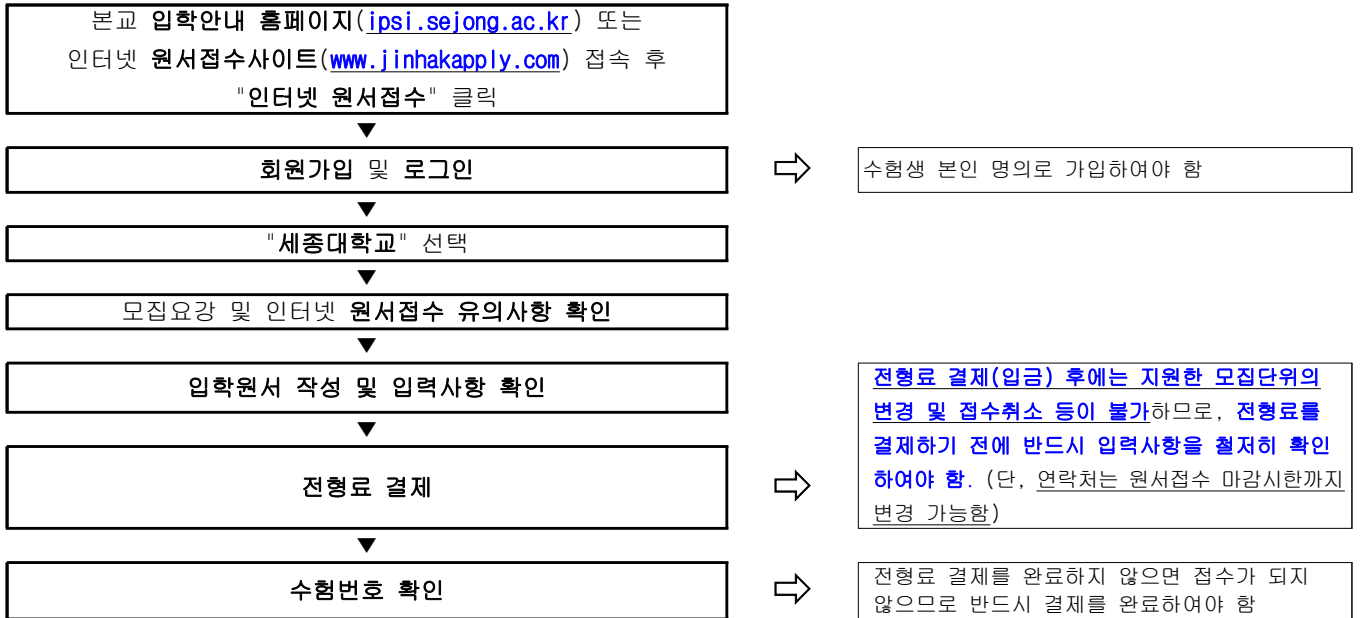 본교 입학안내 홈페이지(ipsi.sejong.ac.kr) 또는
인터넷 원서접수사이트(www.jinhakapply.com) 접속 후
"인터넷 원서접수" 클릭
▼
회원가입 및 로그인
수험생 본인 명의로 가입하여야 함
▼
"세종대학교" 선택
▼
모집요강 및 인터넷 원서접수 유의사항 확인
▼
입학원서 작성 및 입력사항 확인
▼
전형료 결제
전형료 결제(입금) 후에는 지원한 모집단위의
변경 및 접수취소 등이 불가하므로, 전형료를
결제하기 전에 반드시 입력사항을 철저히 확인
하여야 함. (단, 연락처는 원서접수 마감시한까지
변경 가능함)
▼
수험번호 확인
전형료 결제를 완료하지 않으면 접수가 되지
않으므로 반드시 결제를 완료하여야 함